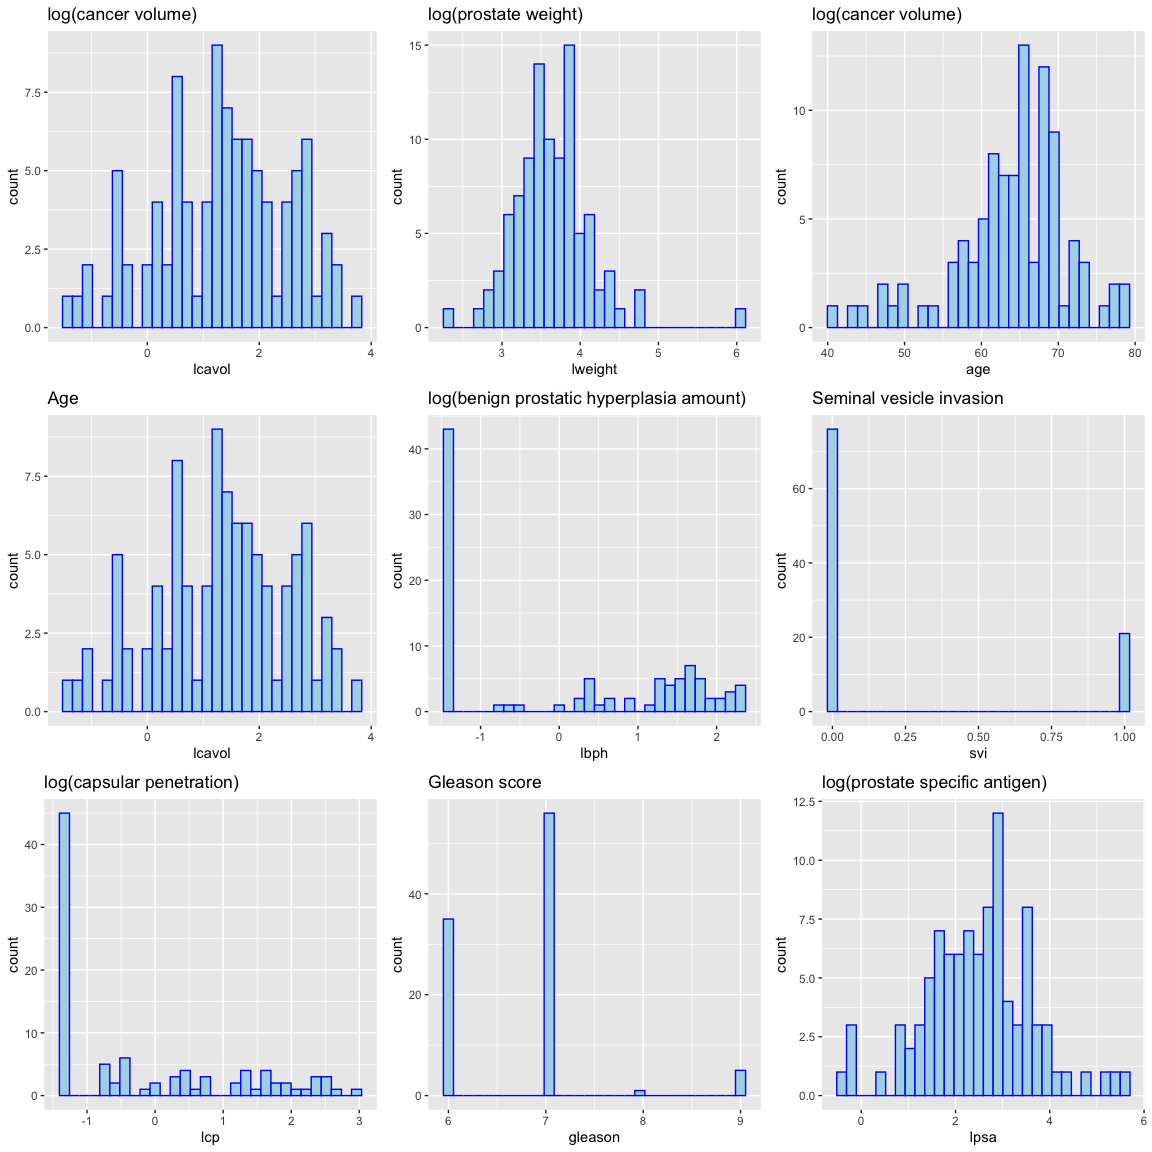 log(cancer volume)
count
7.5
5.0
2.5
0.0
0 2 4
lcavol
log(prostate weight)
count
15
10
5
0
3 4 5 6
lweight
log(cancer volume)
count
10
5
0
40 50 60 70 80
age
Age
count
7.5
5.0
2.5
0.0
0 2 4
lcavol
log(benign prostatic hyperplasia amount)
count
40
30
20
10
0
-1 0 1 2
lbph
Seminal vesicle invasion
count
60
40
20
0
0.00 0.25 0.50 0.75 1.00
svi
log(capsular penetration)
count
40
30
20
10
0
-1 0 1 2 3
lcp
Gleason score
count
40
20
0
6 7 8 9
gleason
log(prostate specific antigen)
count
12.5
10.0
7.5
5.0
2.5
0.0
0 2 4 6
lpsa